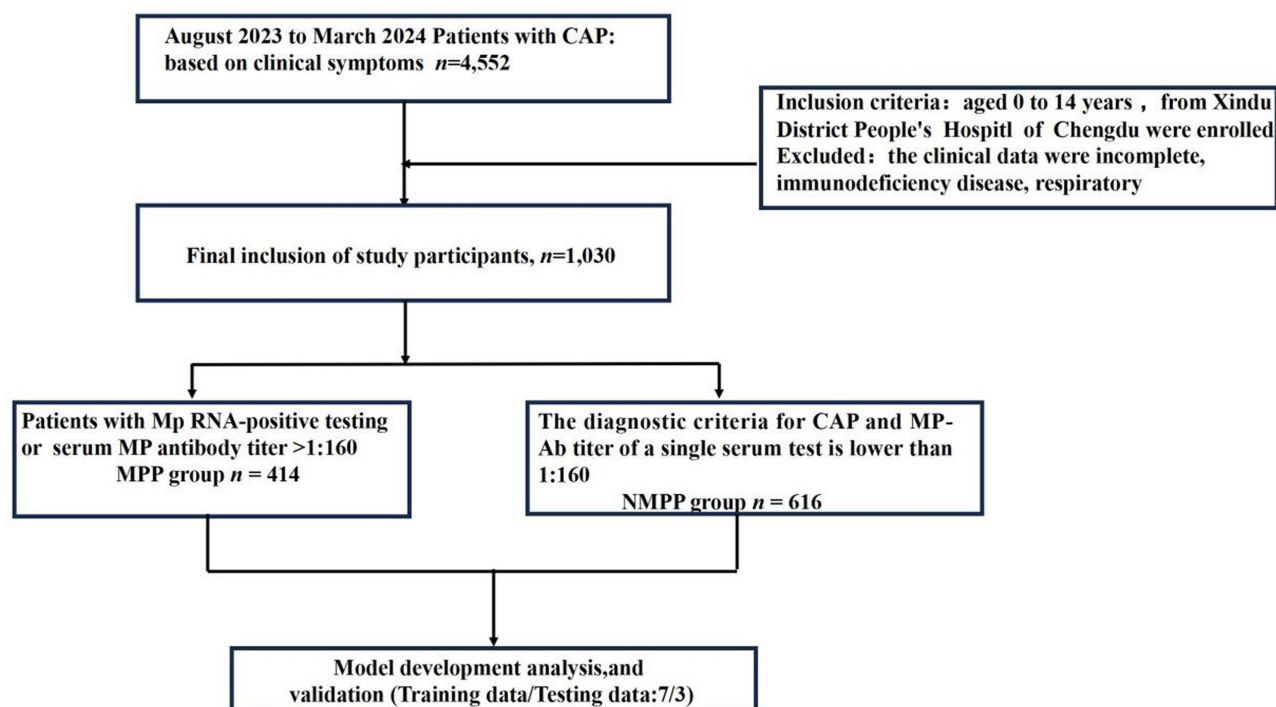 August 2023 to March 2024 Patients with CAP:
based on clinical symptoms n=4,552
Inclusion criteria：aged 0 to 14 years ，from Xindu
District People's Hospitl of Chengdu were enrolled
Excluded：the clinical data were incomplete,
immunodeficiency disease, respiratory
Final inclusion of study participants, n=1,030
Patients with Mp RNA-positive testing
or serum MP antibody titer >1:160
MPP group n = 414
The diagnostic criteria for CAP and MP-
Ab titer of a single serum test is lower than
1:160
NMPP group n = 616
Model development analysis,and
validation (Training data/Testing data:7/3)